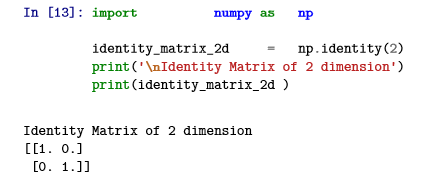 In [13]: import numpy as np
identity_matrix_2d = np.identity(2)
print('\nIdentity Matrix of 2 dimension')
print(identity_matrix_2d )
Identity Matrix of 2 dimension
[[1. 0.]
[0. 1.]]